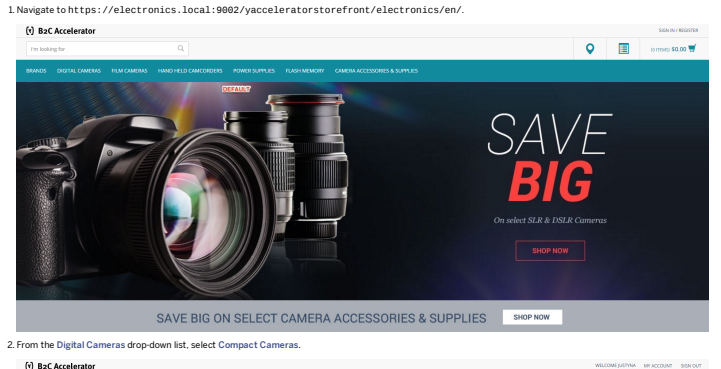 1. Navigate to https://electronics.local:9002/yacceleratorstorefront/electronics/en/.
(y) B2C Accelerator
SIGN IN / REGISTER
I'm looking for
(0 ITEMS) $0.00
BRANDS DIGITAL CAMERAS FILM CAMERAS HAND HELD CAMCORDERS POWER SUPPLIES FLASH MEMORY CAMERA ACCESSORIES & SUPPLIES
DEFAULT
SAVE
BIG
On select SLR & DSLR Cameras
SHOP NOW
SAVE BIG ON SELECT CAMERA ACCESSORIES & SUPPLIES SHOP NOW
2. From the Digital Cameras drop-down list, select Compact Cameras.
(y) B2C Accelerator
WELCOME JUSTYNA MY ACCOUNT SIGN OUT